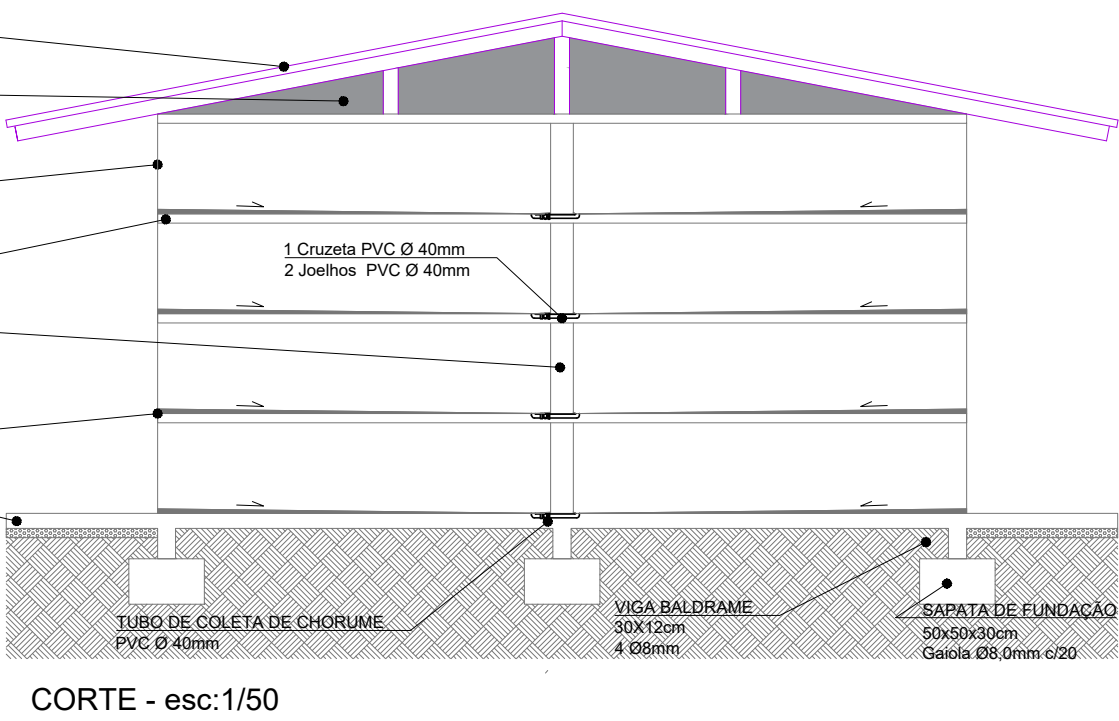 1 Cruzeta PVC Ø 40mm
2 Joelhos PVC Ø 40mm
TUBO DE COLETA DE CHORUME
PVC Ø 40mm
VIGA BALDRAME
30X12cm
4 Ø8mm
SAPATA DE FUNDAÇÃO
50x50x30cm
Gaiola Ø8,0mm c/20
CORTE - esc:1/50